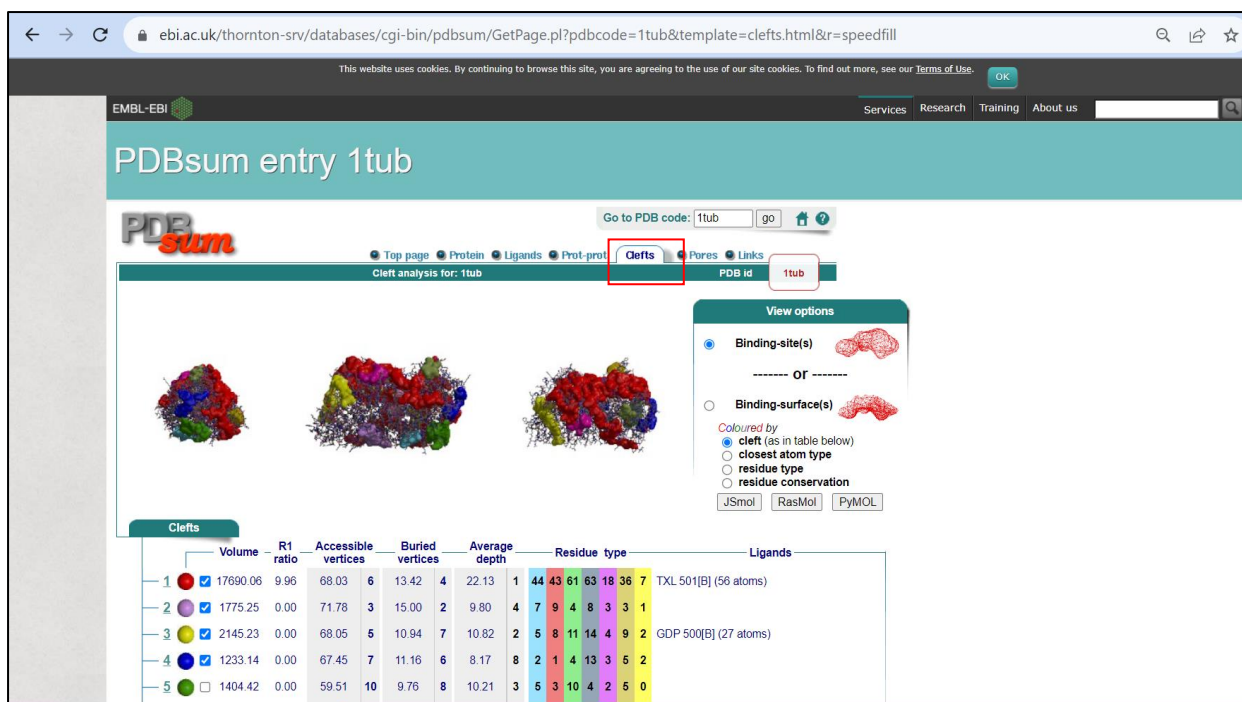 ebi.ac.uk/thornton-srv/databases/cgi-bin/pdbsum/GetPage.pl?pdbcode=1tub&template=clefts.html&r=speedfill
This website uses cookies. By continuing to browse this site, you are agreeing to the use of our site cookies. To find out more, see our Terms of Use.
OK
EMBL-EBI
Services Research Training About us
PDBsum entry 1tub
PDBsum
Go to PDB code: 1tub go
Top page Protein Ligands Prot-prot Clefts Pores Links
Cleft analysis for: 1tub PDB id 1tub
View options
Binding-site(s)
------- or -------
Binding-surface(s)
Coloured by
cleft (as in table below)
closest atom type
residue type
residue conservation
JSmol RasMol PyMOL
Clefts
Volume R1 ratio Accessible vertices Buried vertices Average depth Residue type Ligands
1 17690.06 9.96 68.03 6 13.42 4 22.13 1 44 43 61 63 18 36 7 TXL 501[B] (56 atoms)
2 1775.25 0.00 71.78 3 15.00 2 9.80 4 7 9 4 8 3 3 1
3 2145.23 0.00 68.05 5 10.94 7 10.82 2 5 8 11 14 4 9 2 GDP 500[B] (27 atoms)
4 1233.14 0.00 67.45 7 11.16 6 8.17 8 2 1 4 13 3 5 2
5 1404.42 0.00 59.51 10 9.76 8 10.21 3 5 3 10 4 2 5 0